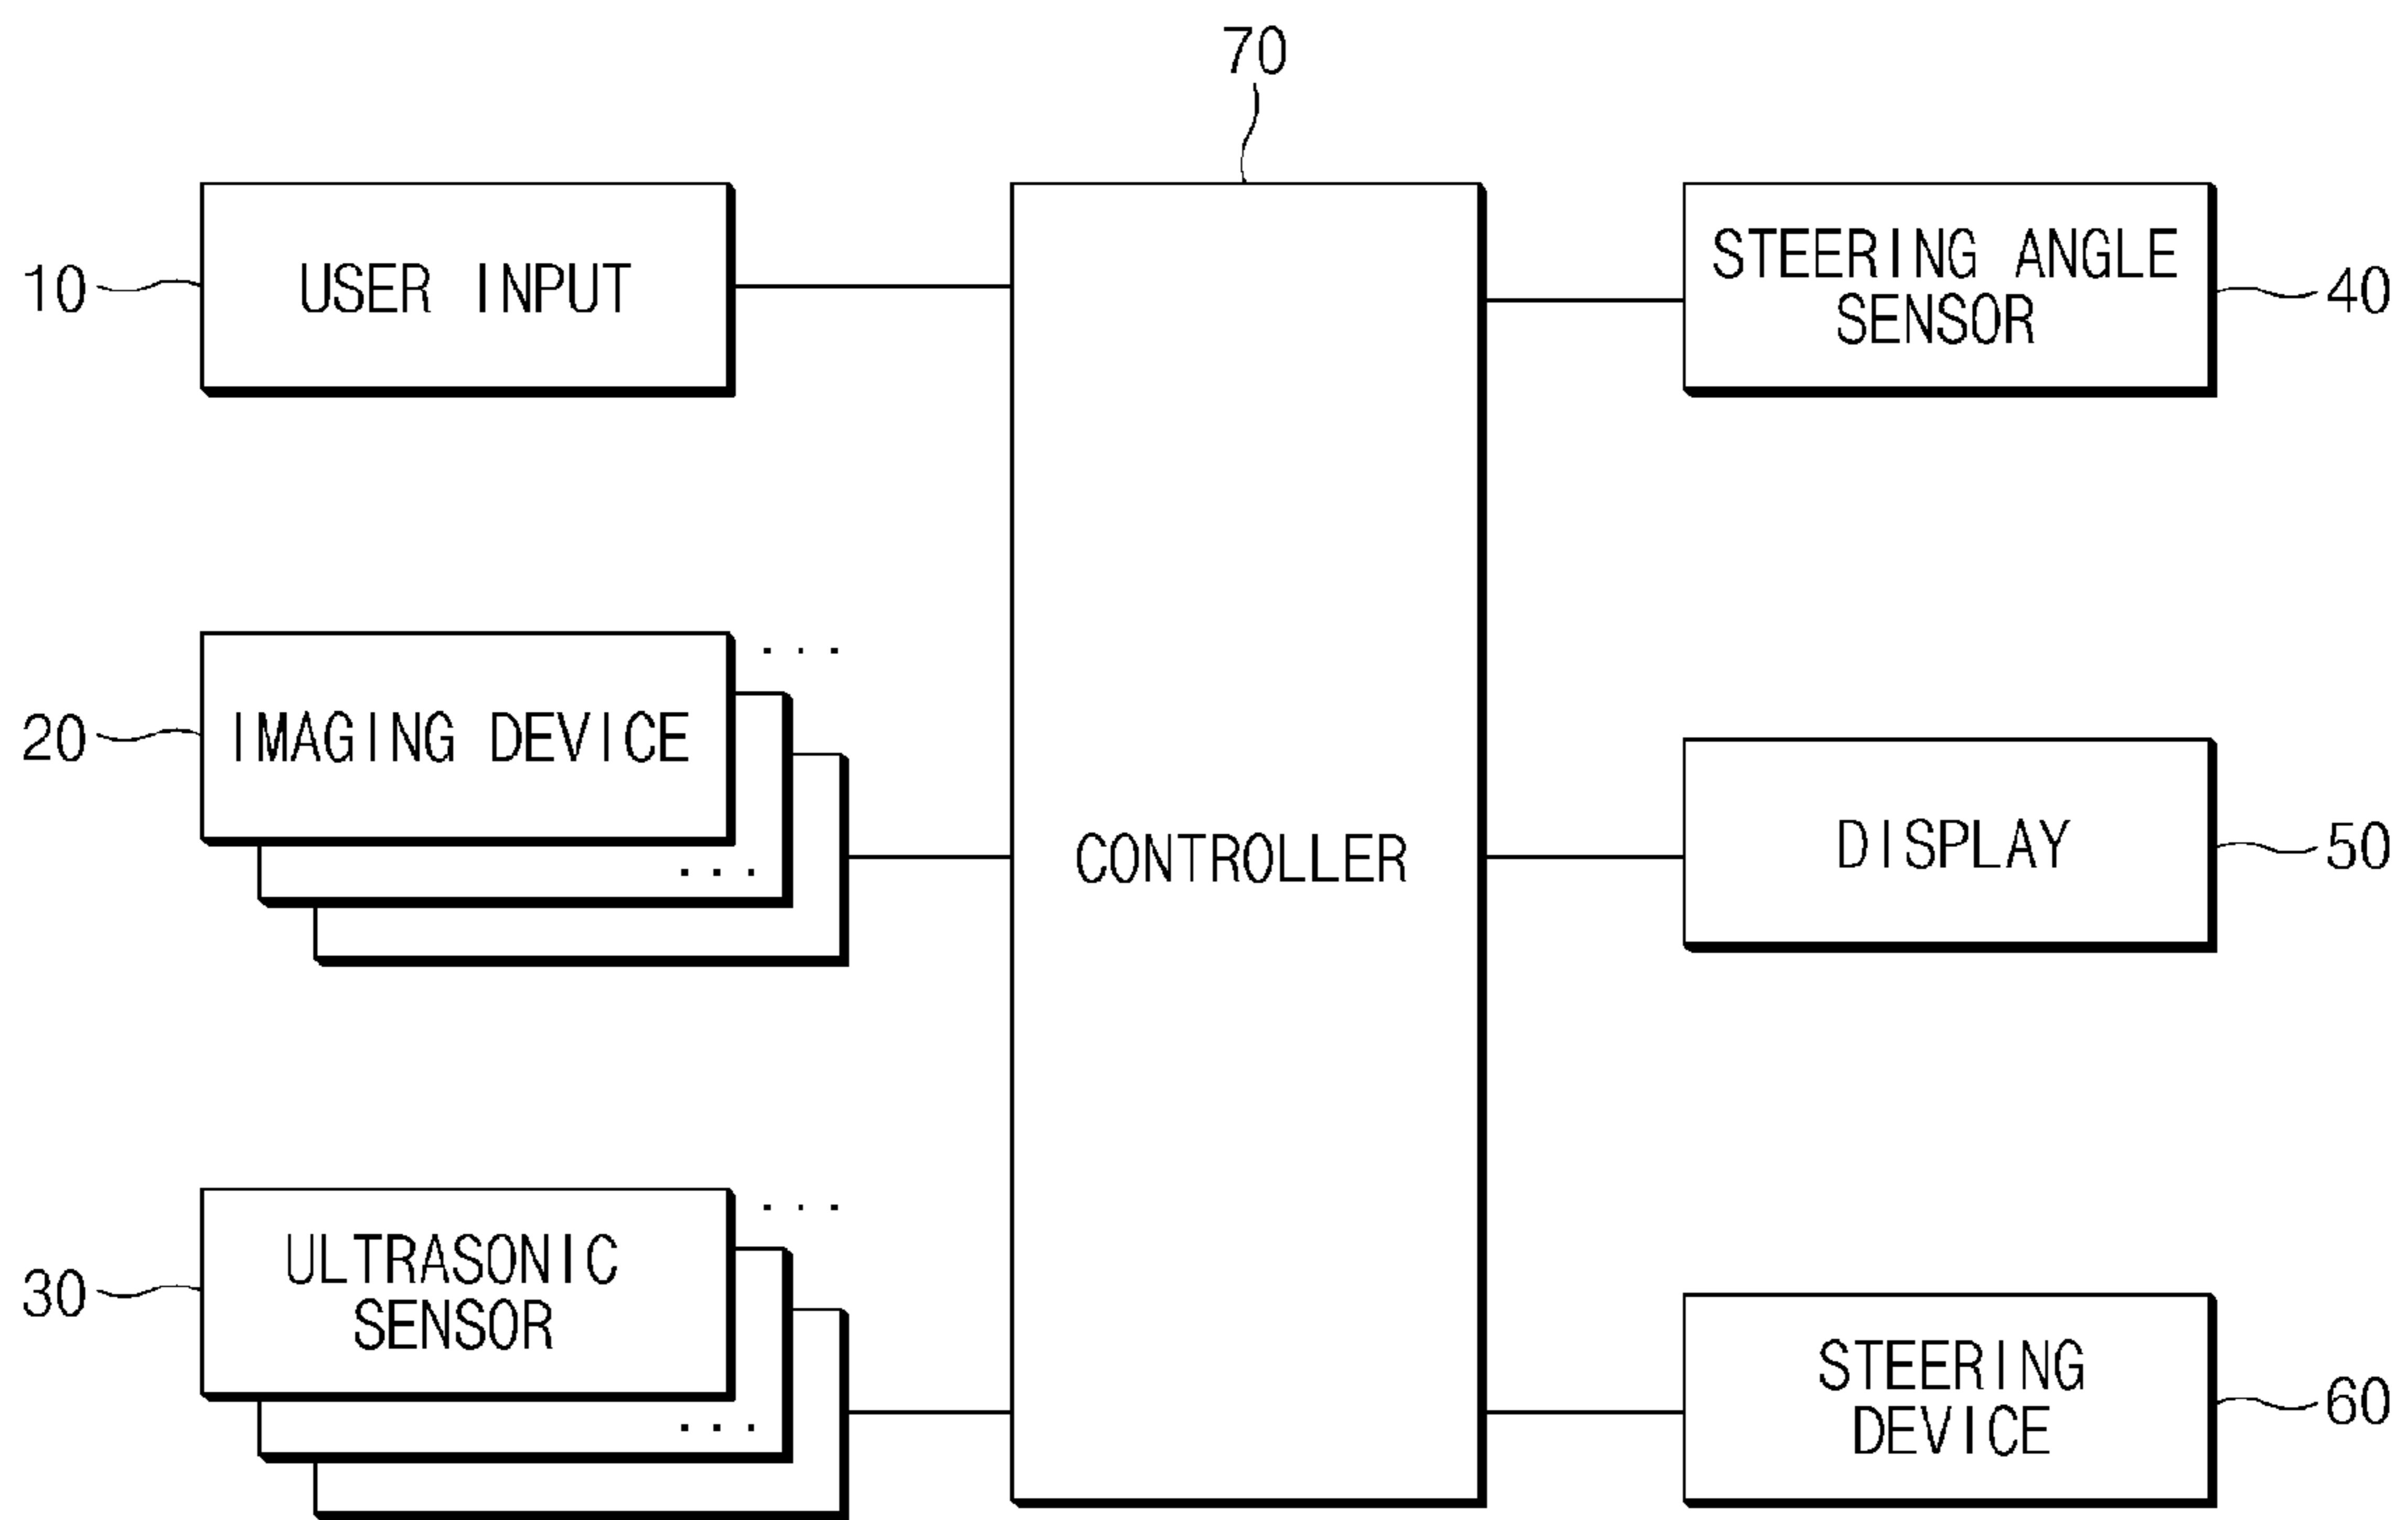 70
10
USER INPUT
STEERING ANGLE
SENSOR
40
20
IMAGING DEVICE
...
...
CONTROLLER
DISPLAY
50
30
ULTRASONIC
SENSOR
...
...
STEERING
DEVICE
60